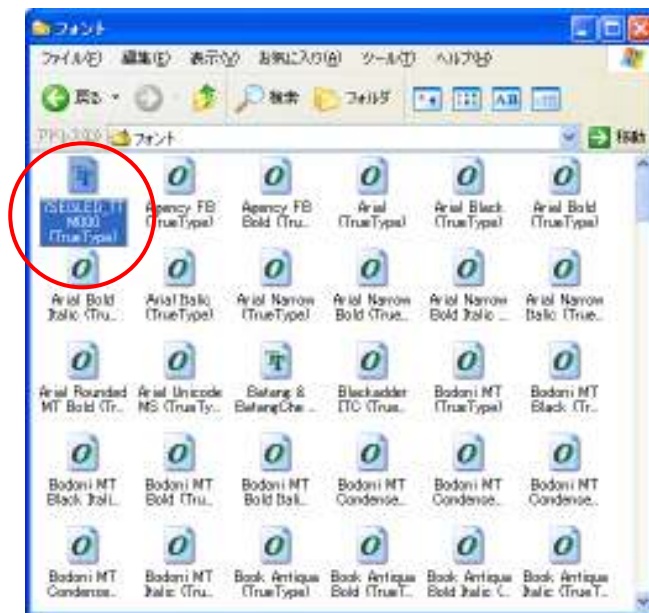 フォント
ファイル(F) 編集(E) 表示(V) お気に入り(A) ツール(T) ヘルプ(H)
戻る 検索 フォルダ
アドレス(D) フォント 移動
(TrueType)
Agency FB (TrueType)
Agency FB Bold (Tru...
Arial (TrueType)
Arial Black (TrueType)
Arial Bold (TrueType)
Arial Bold Italic (Tru...
Arial Italic (TrueType)
Arial Narrow (TrueType)
Arial Narrow Bold (True...
Arial Narrow Bold Italic ...
Arial Narrow Italic (True...
Arial Rounded MT Bold (Tr...
Arial Unicode MS (TrueTy...
Batang & BatangChe ...
Blackadder ITC (True...
Bodoni MT (TrueType)
Bodoni MT Black (Tr...
Bodoni MT Black Itali...
Bodoni MT Bold (Tru...
Bodoni MT Bold Itali...
Bodoni MT Condense...
Bodoni MT Condense...
Bodoni MT Condense...
Bodoni MT Condense...
Bodoni MT Italic (Tru...
Book Antiqua (TrueType)
Book Antiqua Bold (TrueT...
Book Antiqua Bold Italic (...
Book Antiqua Italic (TrueT...